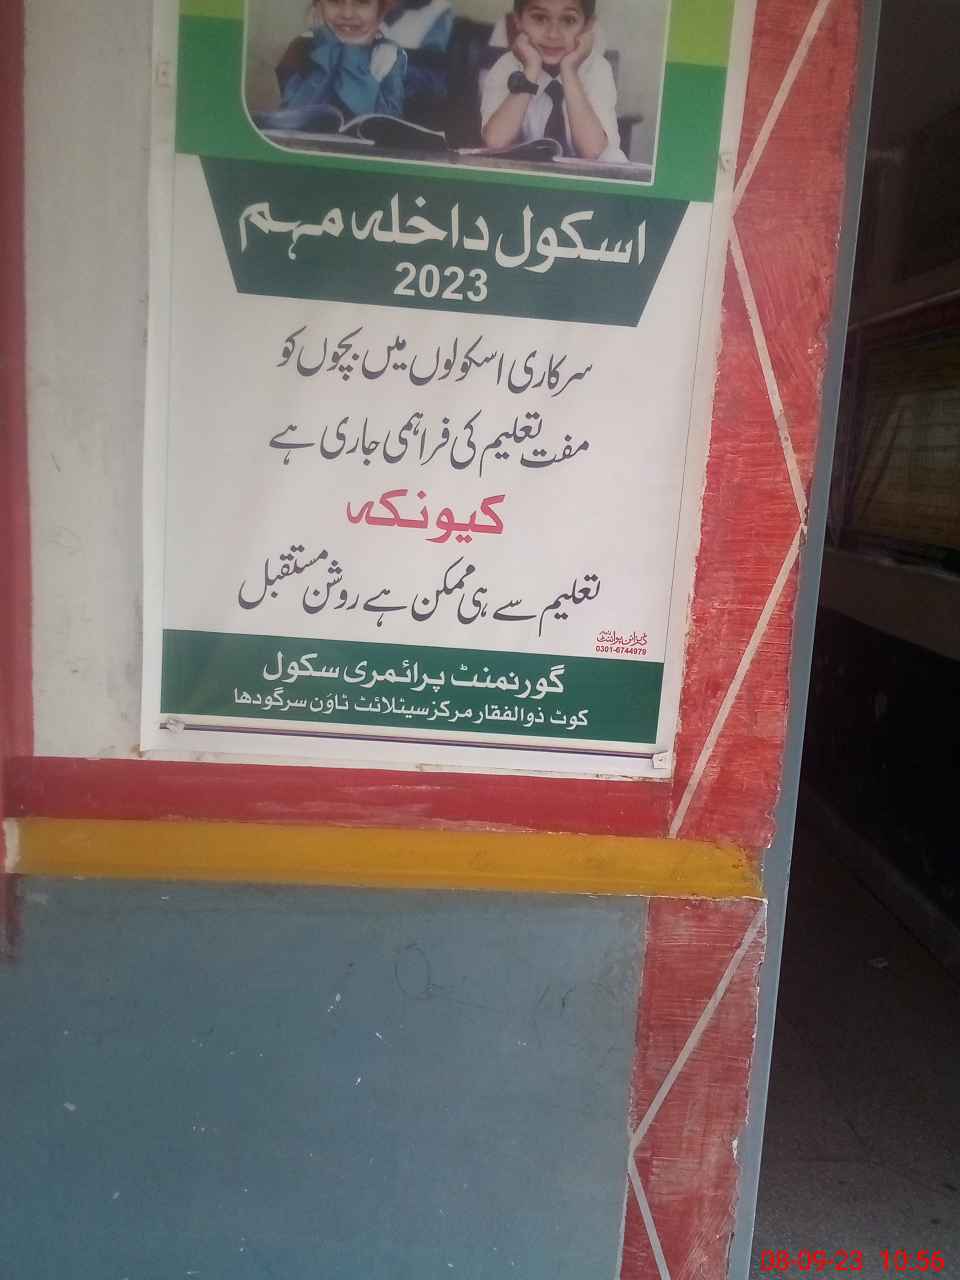 اسکول داخلہ مہم
2023
سرکاری اسکولوں میں بچوں کو
مفت تعلیم کی فراہمی جاری ہے
کیونکہ
تعلیم سے ہی ممکن ہے روشن مستقبل
ڈیزائن پوائنٹ
0301-6744979
گورنمنٹ پرائمری سکول
کوٹ ذوالفقار مرکز سیٹلائٹ ٹاؤن سرگودھا
08-09-23 10:56